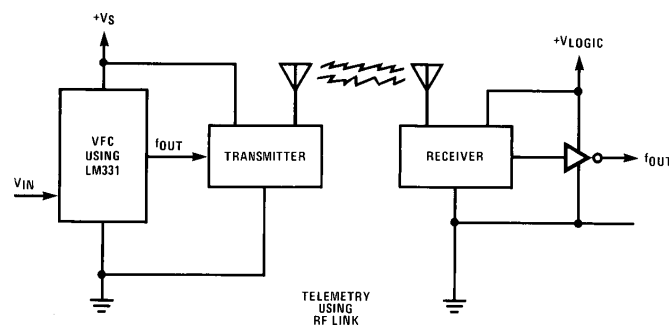 +VS
+VLOGIC
VFC
USING
LM331
fOUT
TRANSMITTER
RECEIVER
fOUT
VIN
TELEMETRY
USING
RF LINK